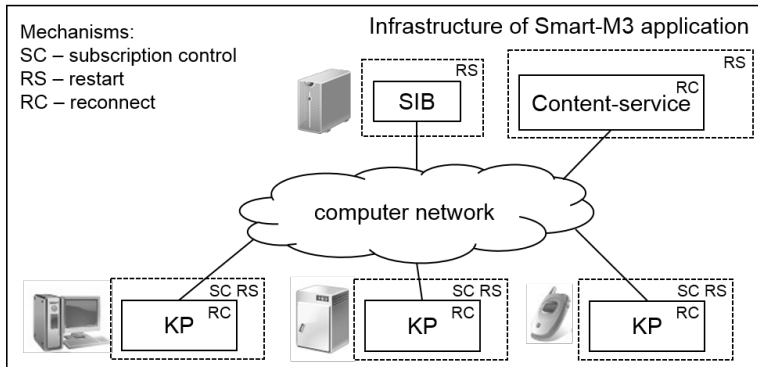 Mechanisms:
SC – subscription control
RS – restart
RC – reconnect
Infrastructure of Smart-M3 application
RS
SIB
RS
RC
Content-service
computer network
SC RS
RC
KP
SC RS
RC
KP
SC RS
RC
KP